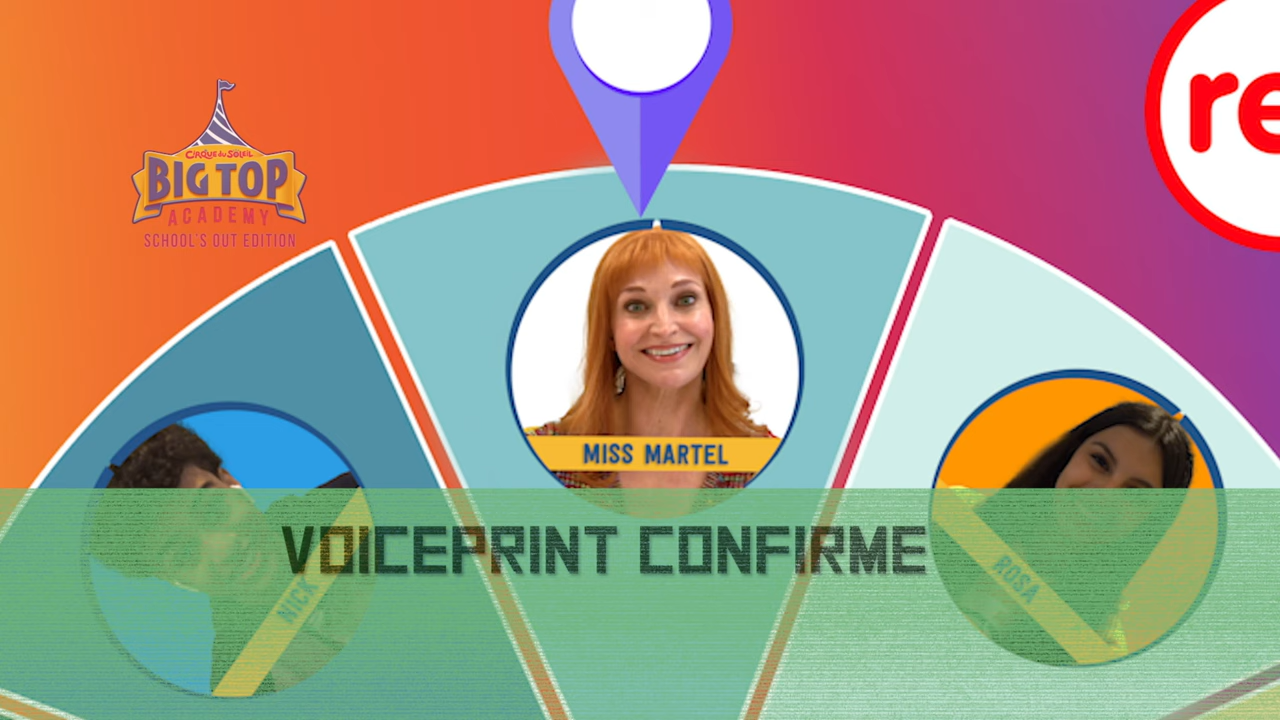 CIRQUE DU SOLEIL
BIG TOP
ACADEMY
SCHOOL'S OUT EDITION
re
MISS MARTEL
VOICEPRINT CONFIRME
NICK
ROSA